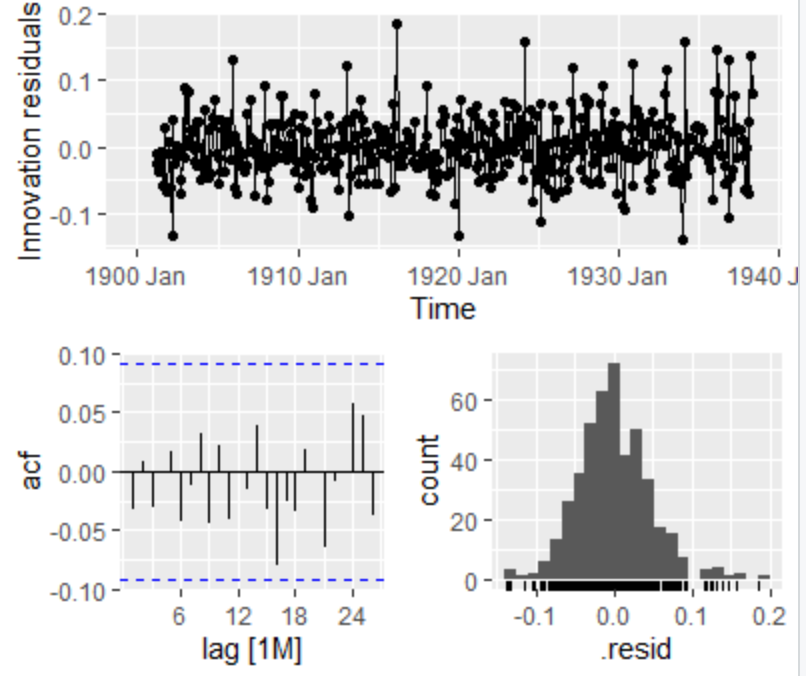 Innovation residuals
0.2
0.1
0.0
-0.1
1900 Jan 1910 Jan 1920 Jan 1930 Jan 1940 J
Time
acf
0.10
0.05
0.00
-0.05
-0.10
6 12 18 24
lag [1M]
count
60
40
20
0
-0.1 0.0 0.1 0.2
.resid